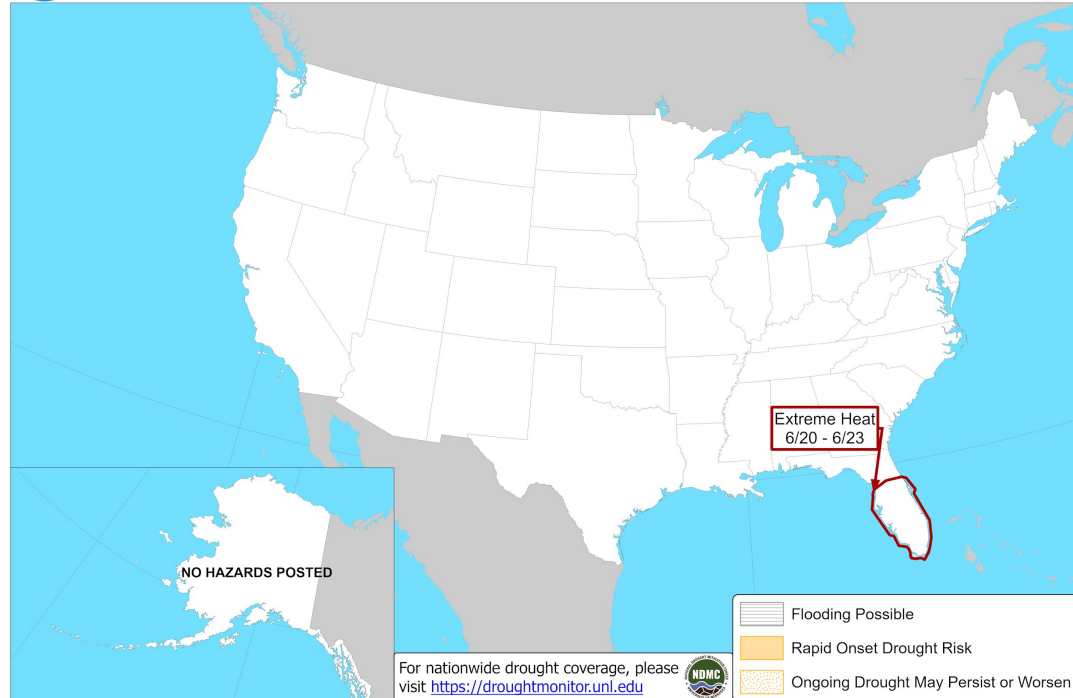 Extreme Heat
6/20 - 6/23
NO HAZARDS POSTED
For nationwide drought coverage, please
visit https://droughtmonitor.unl.edu
NDMC
Flooding Possible
Rapid Onset Drought Risk
Ongoing Drought May Persist or Worsen